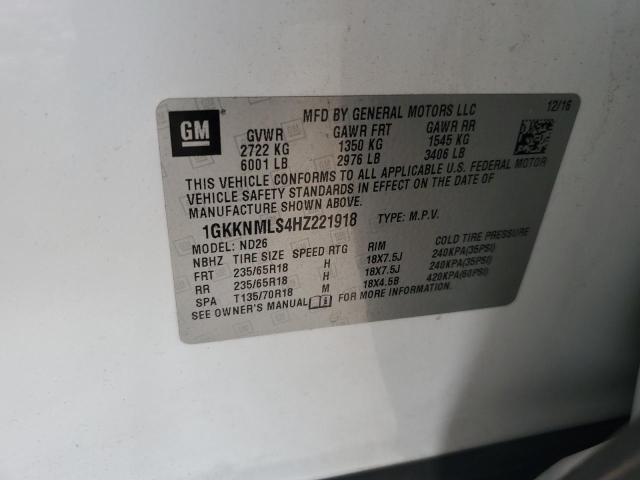 GM
MFD BY GENERAL MOTORS LLC 12/16
GVWR GAWR FRT GAWR RR
2722 KG 1350 KG 1545 KG
6001 LB 2976 LB 3406 LB
THIS VEHICLE CONFORMS TO ALL APPLICABLE U.S. FEDERAL MOTOR
VEHICLE SAFETY STANDARDS IN EFFECT ON THE DATE OF
MANUFACTURE SHOWN ABOVE.
1GKKNMLS4HZ221918 TYPE: M.P.V.
MODEL: ND26
NBHZ TIRE SIZE SPEED RTG RIM COLD TIRE PRESSURE
FRT 235/65R18 H 18X7.5J 240KPA(35PSI)
RR 235/65R18 H 18X7.5J 240KPA(35PSI)
SPA T135/70R18 M 18X4.5B 420KPA(60PSI)
SEE OWNER'S MANUAL FOR MORE INFORMATION.